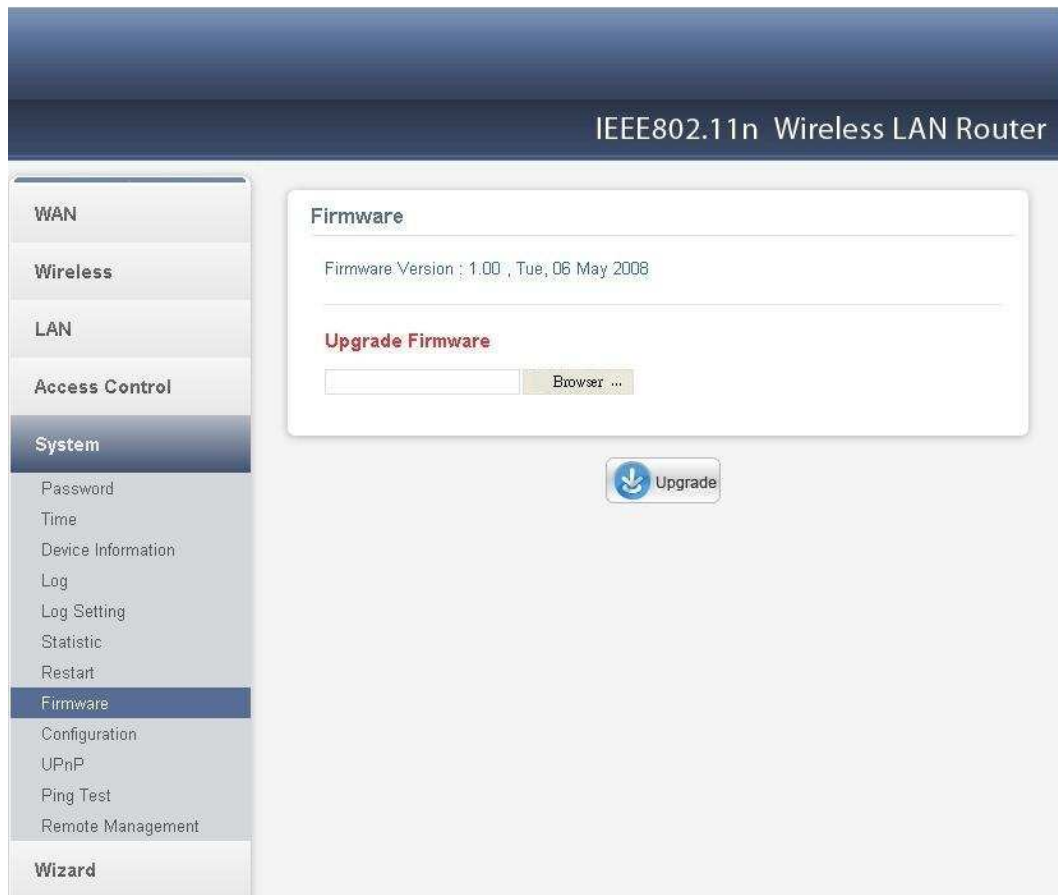 IEEE802.11n Wireless LAN Router
WAN
Wireless
LAN
Access Control
System
Password
Time
Device Information
Log
Log Setting
Statistic
Restart
Firmware
Configuration
UPnP
Ping Test
Remote Management
Wizard
Firmware
Firmware Version : 1.00 , Tue, 06 May 2008
Upgrade Firmware
Browser ...
Upgrade